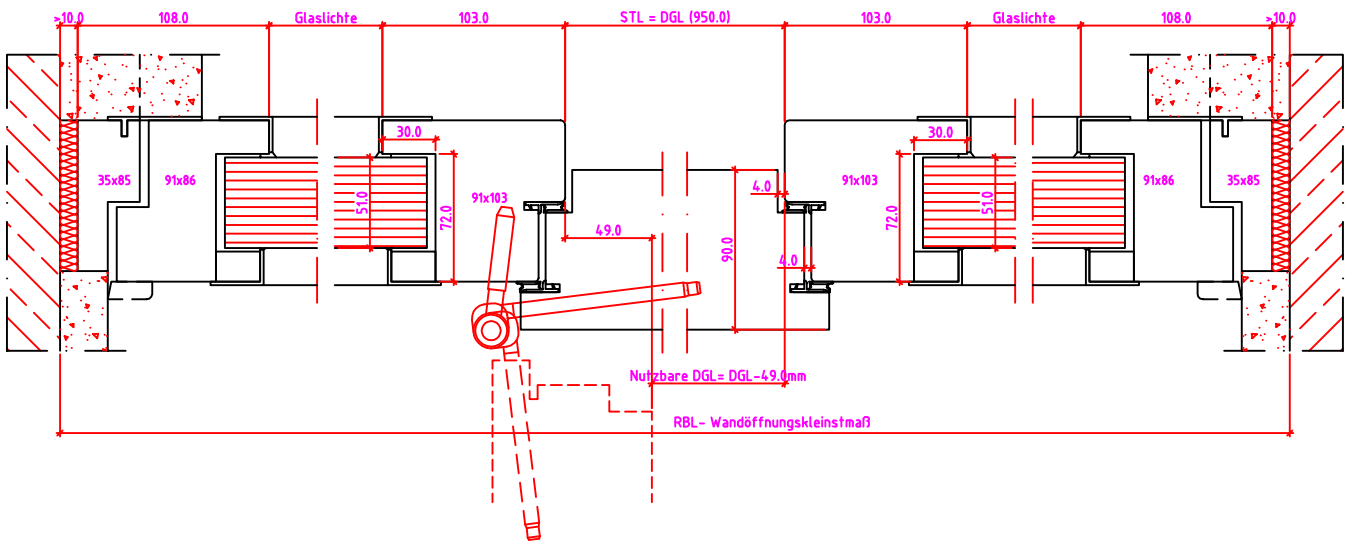 >10.0 108.0 Glaslichte 103.0 STL = DGL (950.0) 103.0 Glaslichte 108.0 >10.0
30.0 30.0
35x85 91x86 51.0 72.0 91x103 4.0 91x103 72.0 51.0 91x86 35x85
49.0 90.0 4.0
Nutzbare DGL= DGL-49.0mm
RBL- Wandöffnungskleinstmaß